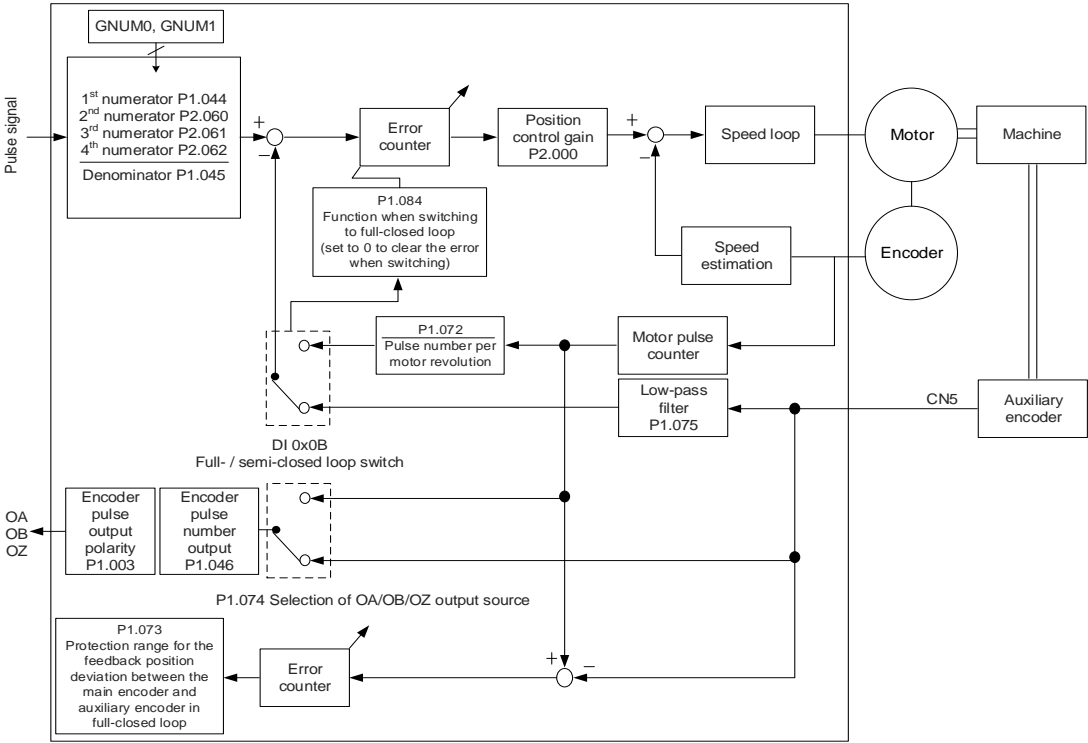 GNUM0, GNUM1
Pulse signal
1st numerator P1.044
2nd numerator P2.060
3rd numerator P2.061
4th numerator P2.062
Denominator P1.045
+
−
Error
counter
Position
control gain
P2.000
+
−
Speed loop
Motor
Machine
P1.084
Function when switching
to full-closed loop
(set to 0 to clear the error
when switching)
Speed
estimation
Encoder
P1.072
Pulse number per
motor revolution
Motor pulse
counter
Low-pass
filter
P1.075
CN5
Auxiliary
encoder
DI 0x0B
Full- / semi-closed loop switch
OA
OB
OZ
Encoder
pulse
output
polarity
P1.003
Encoder
pulse
number
output
P1.046
P1.074 Selection of OA/OB/OZ output source
P1.073
Protection range for the
feedback position
deviation between the
main encoder and
auxiliary encoder in
full-closed loop
Error
counter
+
−